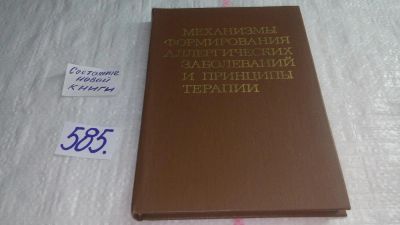 Состояние
новой
книги
585.
МЕХАНИЗМЫ
ФОРМИРОВАНИЯ
АЛЛЕРГИЧЕСКИХ
ЗАБОЛЕВАНИЙ
И ПРИНЦИПЫ
ТЕРАПИИ